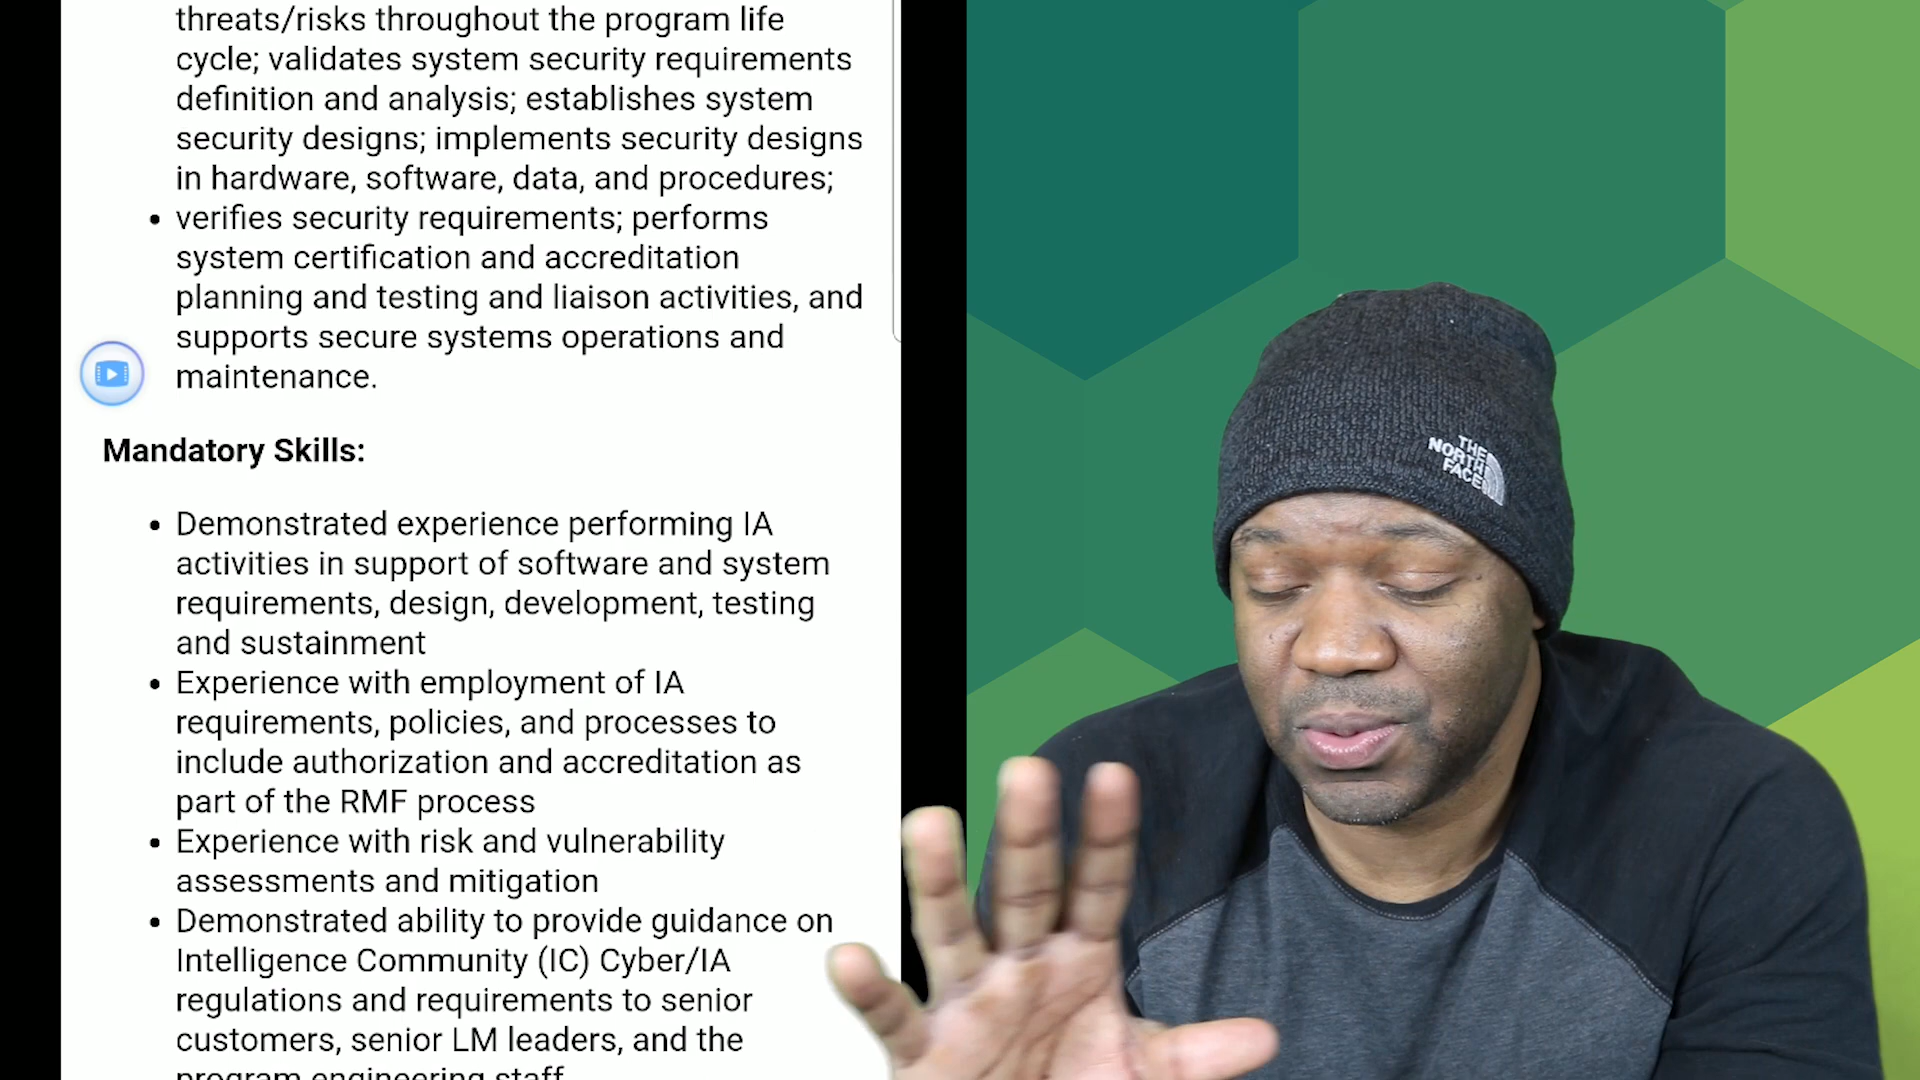 threats/risks throughout the program life
cycle; validates system security requirements
definition and analysis; establishes system
security designs; implements security designs
in hardware, software, data, and procedures;
• verifies security requirements; performs
system certification and accreditation
planning and testing and liaison activities, and
supports secure systems operations and
maintenance.
Mandatory Skills:
• Demonstrated experience performing IA
activities in support of software and system
requirements, design, development, testing
and sustainment
• Experience with employment of IA
requirements, policies, and processes to
include authorization and accreditation as
part of the RMF process
• Experience with risk and vulnerability
assessments and mitigation
• Demonstrated ability to provide guidance on
Intelligence Community (IC) Cyber/IA
regulations and requirements to senior
customers, senior LM leaders, and the
program engineering staff
THE
NORTH
FACE